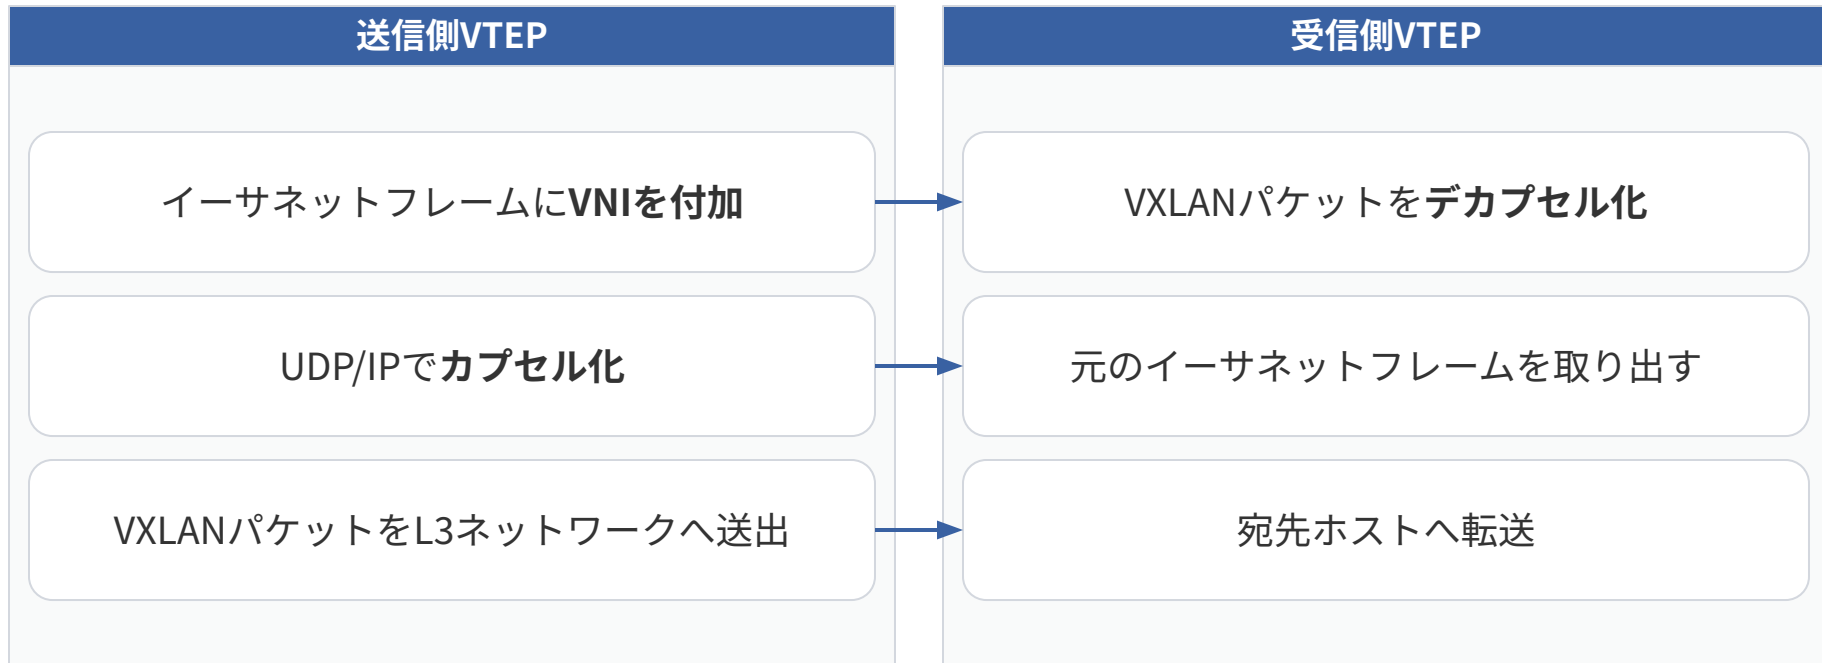 送信側VTEP
イーサネットフレームにVNIを付加
UDP/IPでカプセル化
VXLANパケットをL3ネットワークへ送出
受信側VTEP
VXLANパケットをデカプセル化
元のイーサネットフレームを取り出す
宛先ホストへ転送